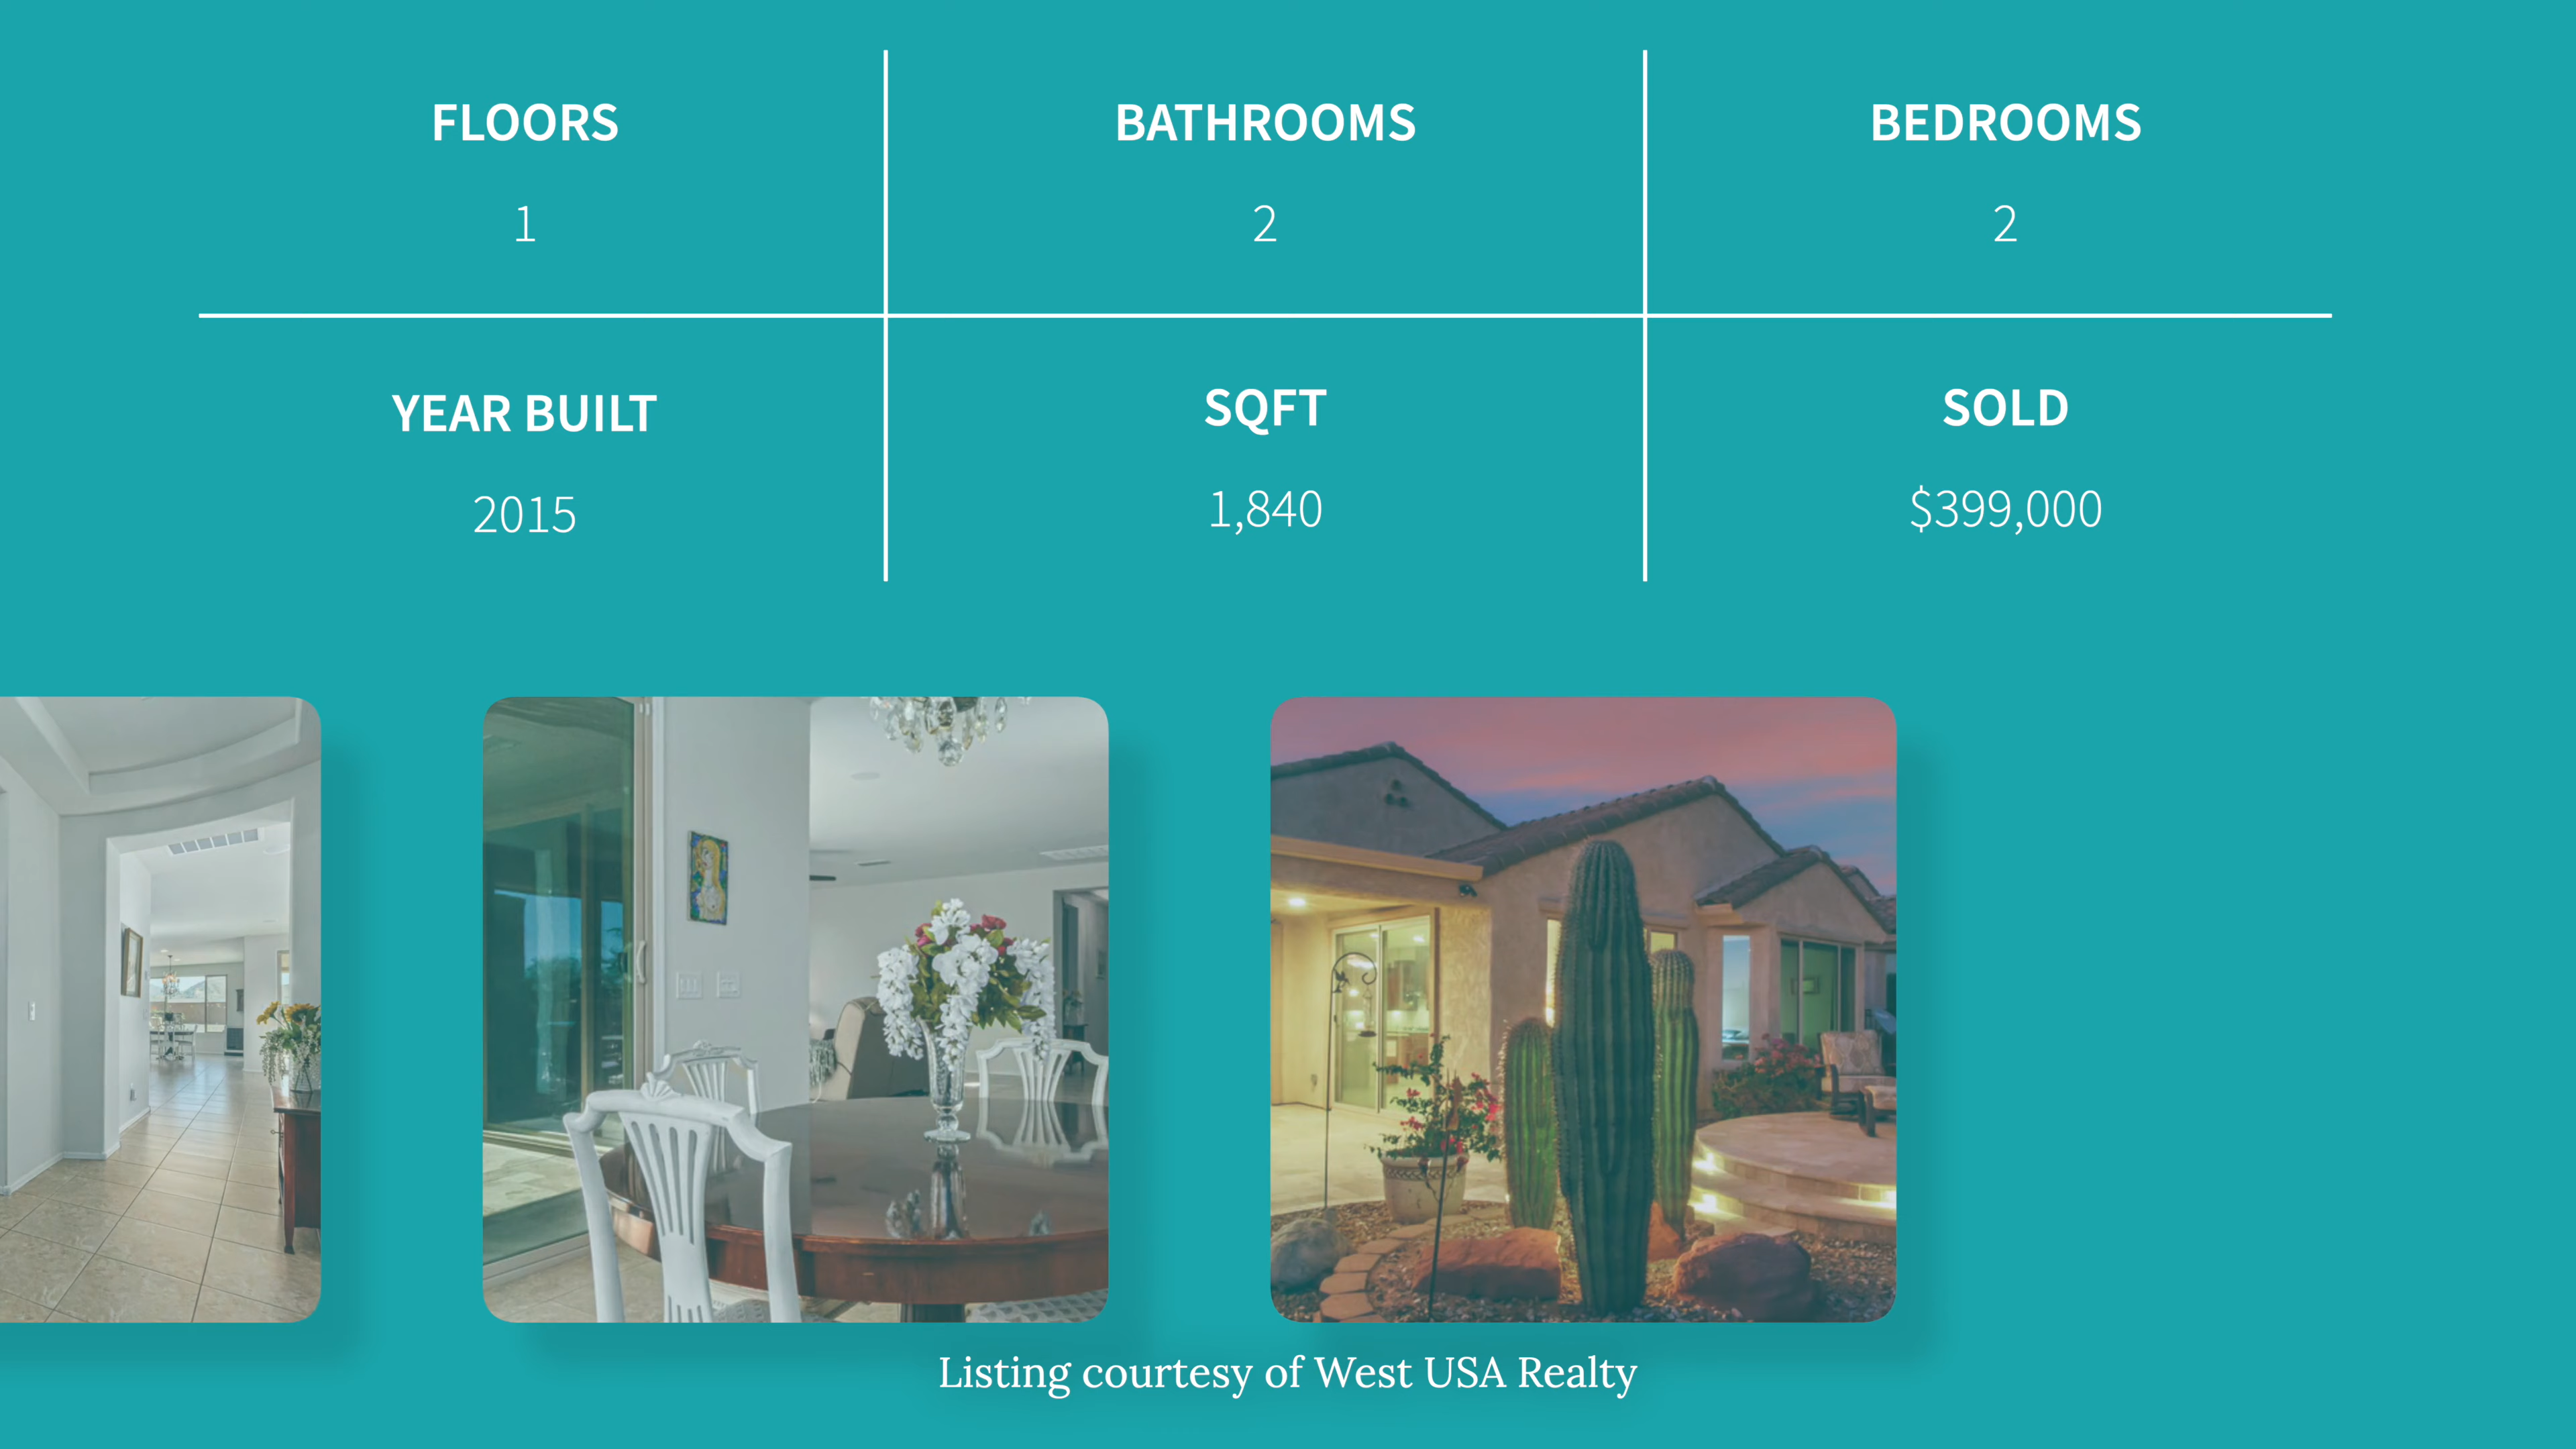 FLOORS
BATHROOMS
BEDROOMS
1
2
2
YEAR BUILT
SQFT
SOLD
2015
1,840
$399,000
Listing courtesy of West USA Realty